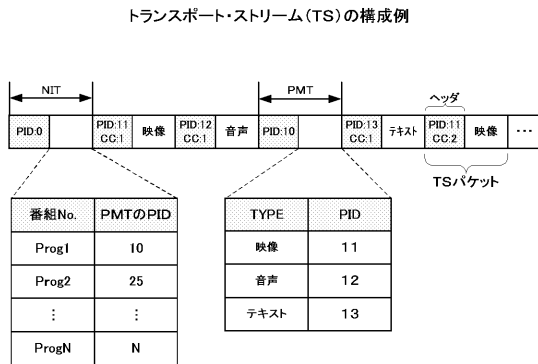 トランスポート・ストリーム(TS)の構成例
NIT
PMT
ヘッダ
PID:0
PID:11
CC:1
映像
PID:12
CC:1
音声
PID:10
PID:13
CC:1
テキスト
PID:11
CC:2
映像
…
TSパケット
番組No. PMTのPID
Prog1 10
Prog2 25
⋮ ⋮
ProgN N
TYPE PID
映像 11
音声 12
テキスト 13